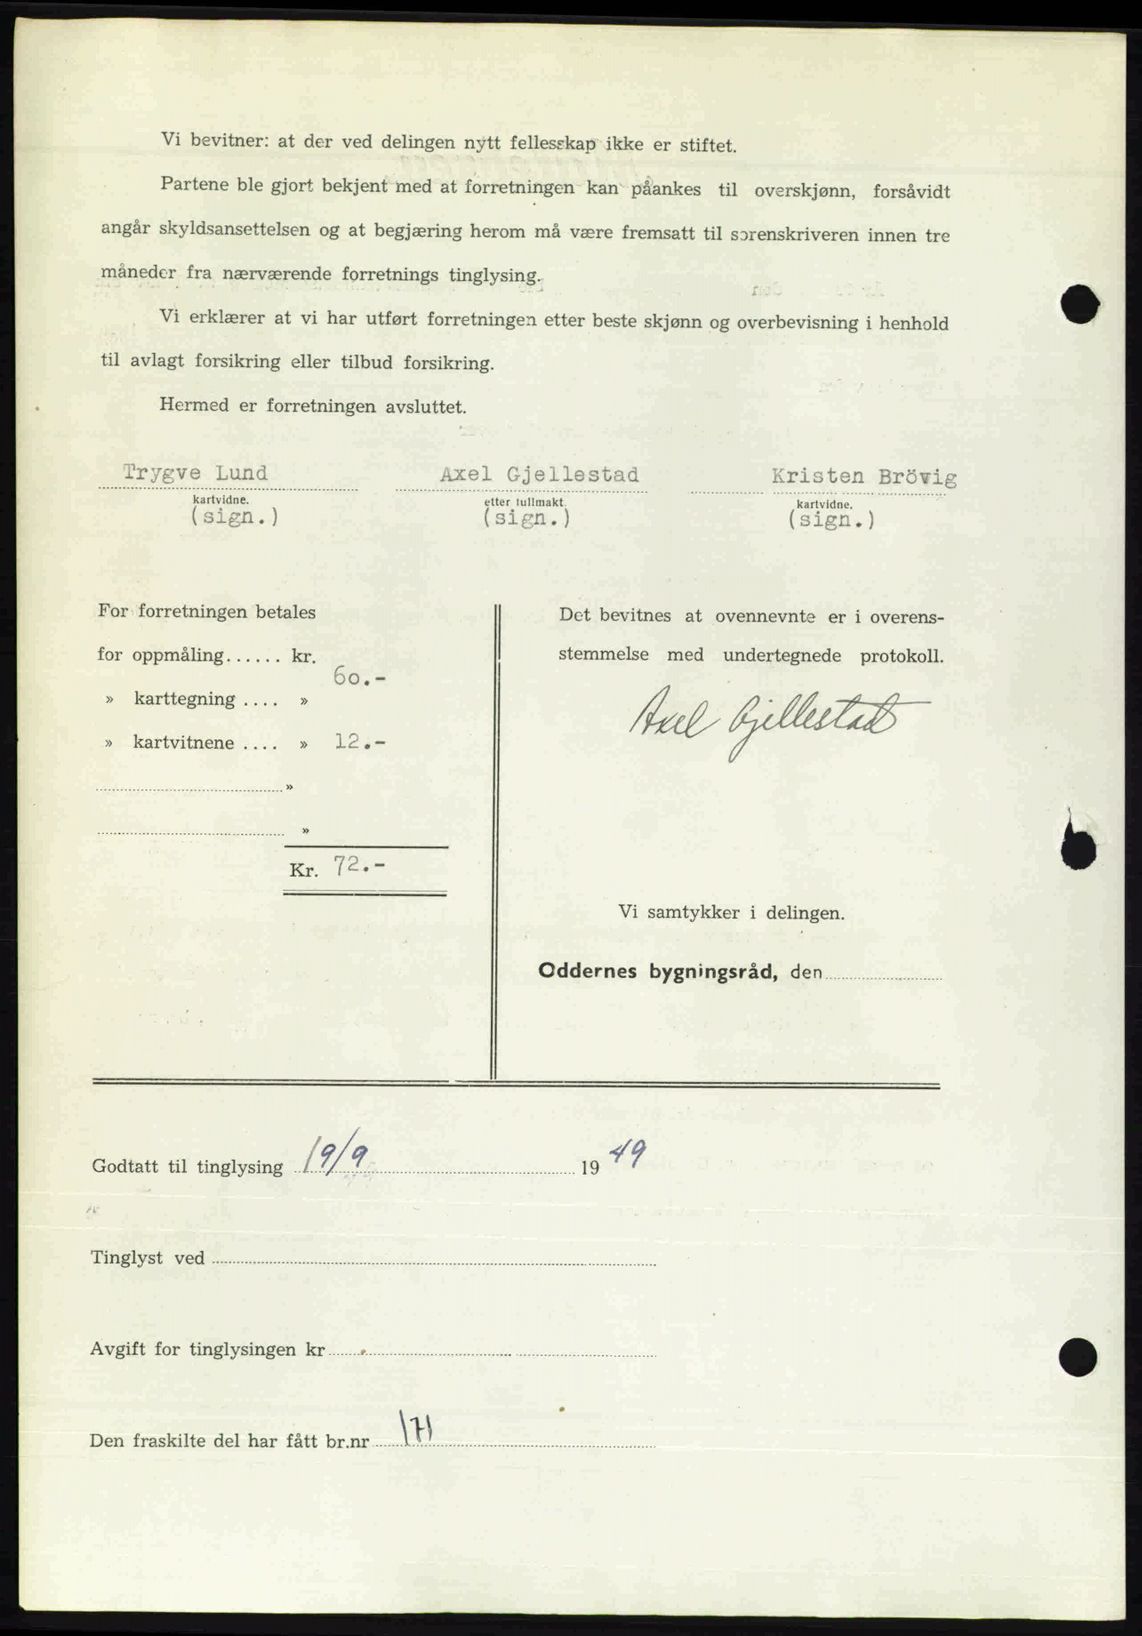 Vi bevitner: at der ved delingen nytt fellesskap ikke er stiftet.
Partene ble gjort bekjent med at forretningen kan påankes til overskjønn, forsåvidt
angår skyldsansettelsen og at begjæring herom må være fremsatt til sorenskriveren innen tre
måneder fra nærværende forretnings tinglysing.
Vi erklærer at vi har utført forretningen etter beste skjønn og overbevisning i henhold
til avlagt forsikring eller tilbud forsikring.
Hermed er forretningen avsluttet.
Trygve Lund Axel Gjellestad Kristen Brövig
kartvidne. etter fullmakt. kartvidne.
(sign.) (sign.) (sign.)
For forretningen betales
for oppmåling...... kr.
60.-
» karttegning .... »
» kartvitnene .... » 12.-
»
»
Kr. 72.-
Det bevitnes at ovennevnte er i overens-
stemmelse med undertegnede protokoll.
Axel Gjellestad
Vi samtykker i delingen.
Oddernes bygningsråd, den
Godtatt til tinglysing 19/9 1949
Tinglyst ved
Avgift for tinglysingen kr
Den fraskilte del har fått br.nr 171